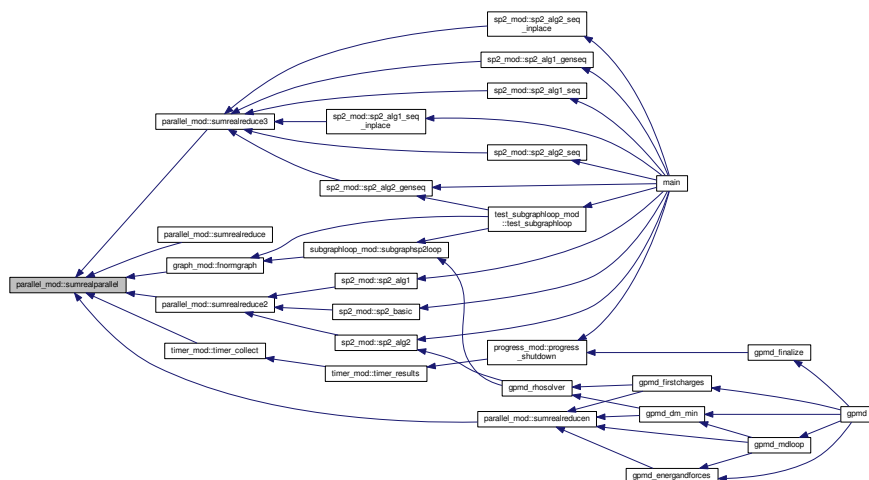 sp2_mod::sp2_alg2_seq
_inplace
sp2_mod::sp2_alg1_genseq
sp2_mod::sp2_alg1_seq
parallel_mod::sumrealreduce3
sp2_mod::sp2_alg1_seq
_inplace
sp2_mod::sp2_alg2_seq
sp2_mod::sp2_alg2_genseq
main
test_subgraphloop_mod
::test_subgraphloop
parallel_mod::sumrealreduce
subgraphloop_mod::subgraphsp2loop
graph_mod::fnormgraph
parallel_mod::sumrealparallel
sp2_mod::sp2_alg1
parallel_mod::sumrealreduce2
sp2_mod::sp2_basic
sp2_mod::sp2_alg2
timer_mod::timer_collect
progress_mod::progress
_shutdown
gpmd_finalize
timer_mod::timer_results
gpmd_rhosolver
gpmd_firstcharges
parallel_mod::sumrealreducen
gpmd_dm_min
gpmd
gpmd_mdloop
gpmd_energandforces